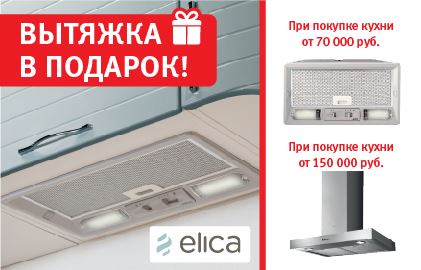 ВЫТЯЖКА
В ПОДАРОК!
elica
При покупке кухни
от 70 000 руб.
При покупке кухни
от 150 000 руб.